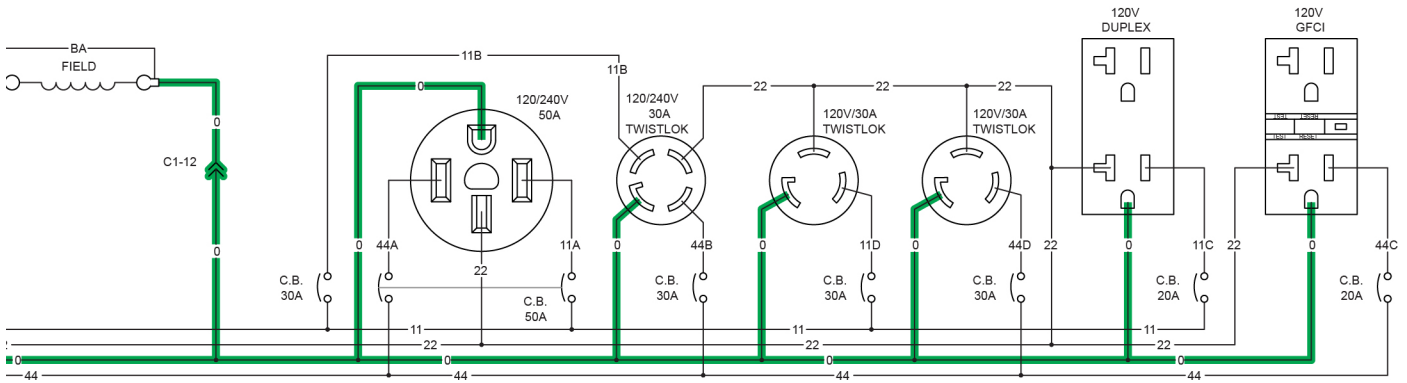 120V
DUPLEX
120V
GFCI
BA
FIELD
11B
11B
0
22
22
22
120/240V
50A
120/240V
30A
TWISTLOK
120V/30A
TWISTLOK
120V/30A
TWISTLOK
0
TEST RESET
TEST RESET
C1-12
0
0
44A
11A
0
44B
0
11D
0
44D
22
0
11C
22
0
44C
22
C.B.
30A
C.B.
50A
C.B.
30A
C.B.
30A
C.B.
30A
C.B.
20A
C.B.
20A
11
11
11
22
22
22
0
0
0
0
44
44
44
44